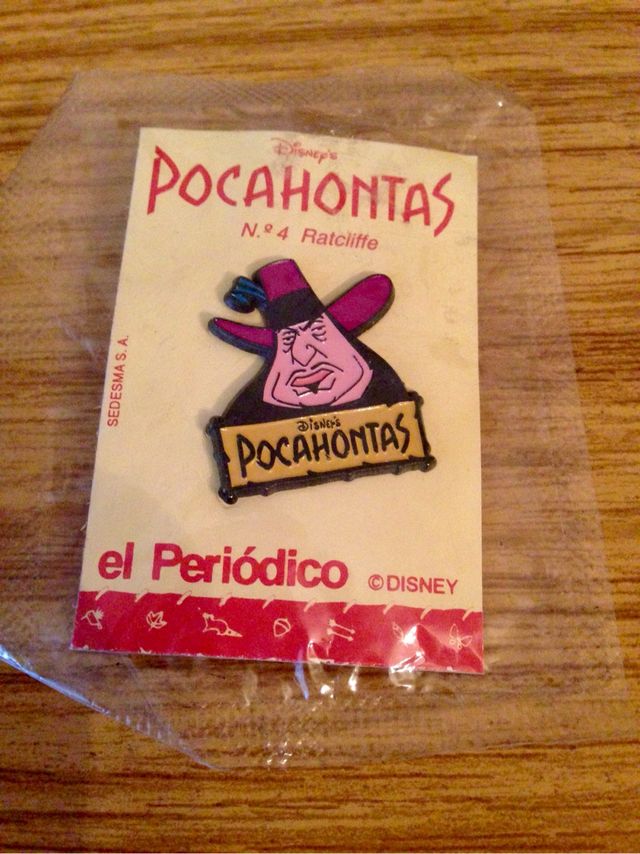 Disney's
POCAHONTAS
N.º 4 Ratcliffe
SEDESMA S. A.
Disney's
POCAHONTAS
el Periódico © DISNEY